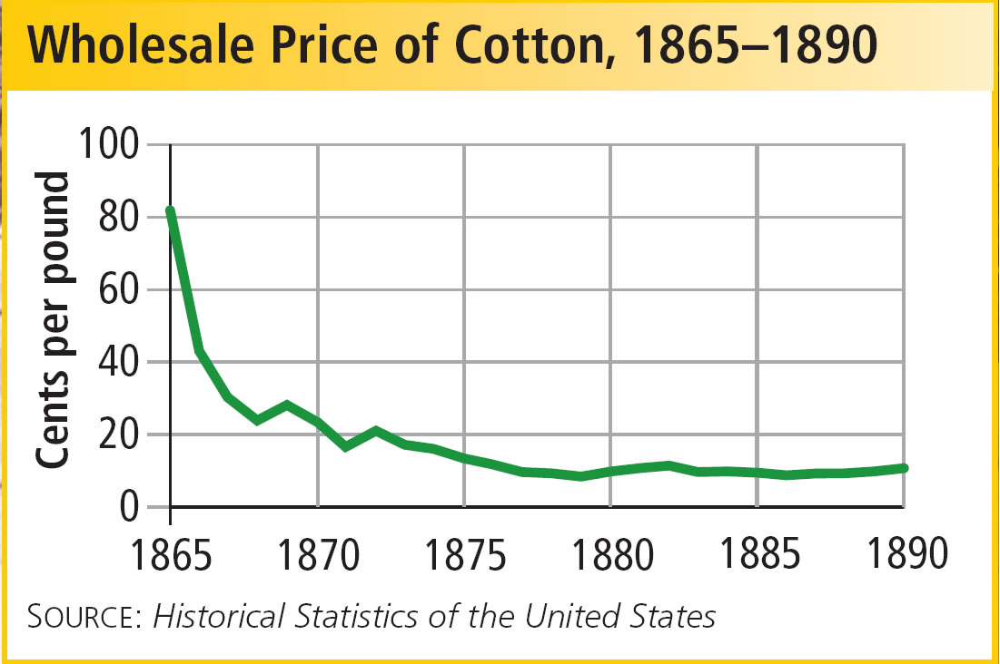 Wholesale Price of Cotton, 1865–1890
Cents per pound
100
80
60
40
20
0
1865 1870 1875 1880 1885 1890
SOURCE: Historical Statistics of the United States